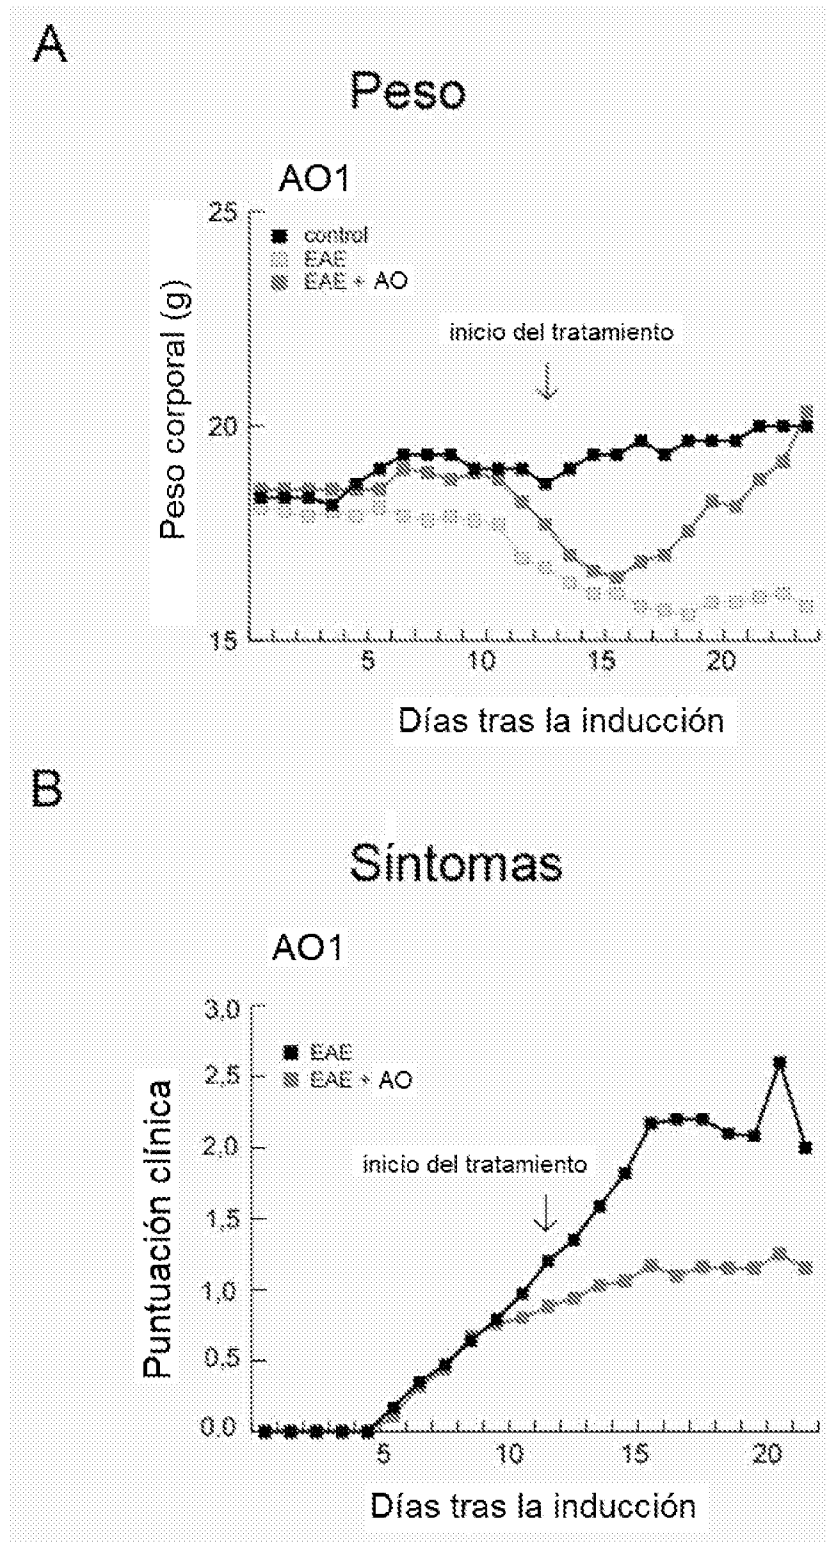 A
Peso
AO1
25
control
EAE
EAE + AO
inicio del tratamiento
20
Peso corporal (g)
15
5
10
15
20
Días tras la inducción
B
Síntomas
AO1
3,0
EAE
EAE + AO
2,5
2,0
inicio del tratamiento
1,5
Puntuación clínica
1,0
0,5
0,0
5
10
15
20
Días tras la inducción